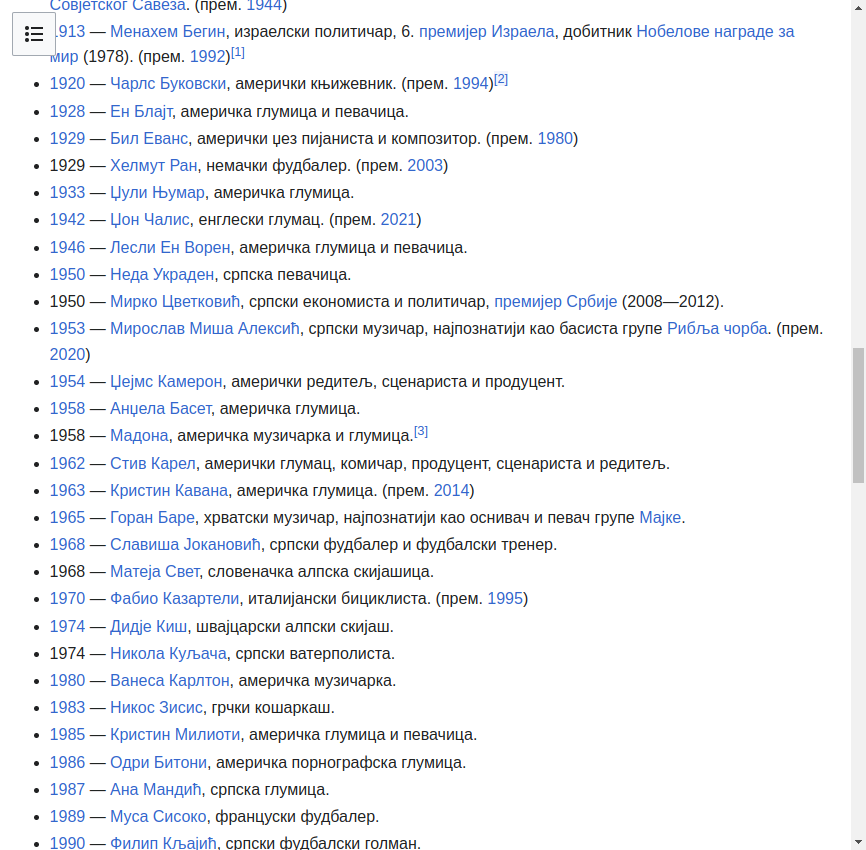 Совјетског Савеза. (прем. 1944)
1913 — Менахем Бегин, израелски политичар, 6. премијер Израела, добитник Нобелове награде за
мир (1978). (прем. 1992)[1]
1920 — Чарлс Буковски, амерички књижевник. (прем. 1994)[2]
1928 — Ен Блајт, америчка глумица и певачица.
1929 — Бил Еванс, амерички џез пијаниста и композитор. (прем. 1980)
1929 — Хелмут Ран, немачки фудбалер. (прем. 2003)
1933 — Џули Њумар, америчка глумица.
1942 — Џон Чалис, енглески глумац. (прем. 2021)
1946 — Лесли Ен Ворен, америчка глумица и певачица.
1950 — Неда Украден, српска певачица.
1950 — Мирко Цветковић, српски економиста и политичар, премијер Србије (2008—2012).
1953 — Мирослав Миша Алексић, српски музичар, најпознатији као басиста групе Рибља чорба. (прем.
2020)
1954 — Џејмс Камерон, амерички редитељ, сценариста и продуцент.
1958 — Анџела Басет, америчка глумица.
1958 — Мадона, америчка музичарка и глумица.[3]
1962 — Стив Карел, амерички глумац, комичар, продуцент, сценариста и редитељ.
1963 — Кристин Кавана, америчка глумица. (прем. 2014)
1965 — Горан Баре, хрватски музичар, најпознатији као оснивач и певач групе Мајке.
1968 — Славиша Јокановић, српски фудбалер и фудбалски тренер.
1968 — Матеја Свет, словеначка алпска скијашица.
1970 — Фабио Казартели, италијански бициклиста. (прем. 1995)
1974 — Дидје Киш, швајцарски алпски скијаш.
1974 — Никола Куљача, српски ватерполиста.
1980 — Ванеса Карлтон, америчка музичарка.
1983 — Никос Зисис, грчки кошаркаш.
1985 — Кристин Милиоти, америчка глумица и певачица.
1986 — Одри Битони, америчка порнографска глумица.
1987 — Ана Мандић, српска глумица.
1989 — Муса Сисоко, француски фудбалер.
1990 — Филип Кљајић, српски фудбалски голман.